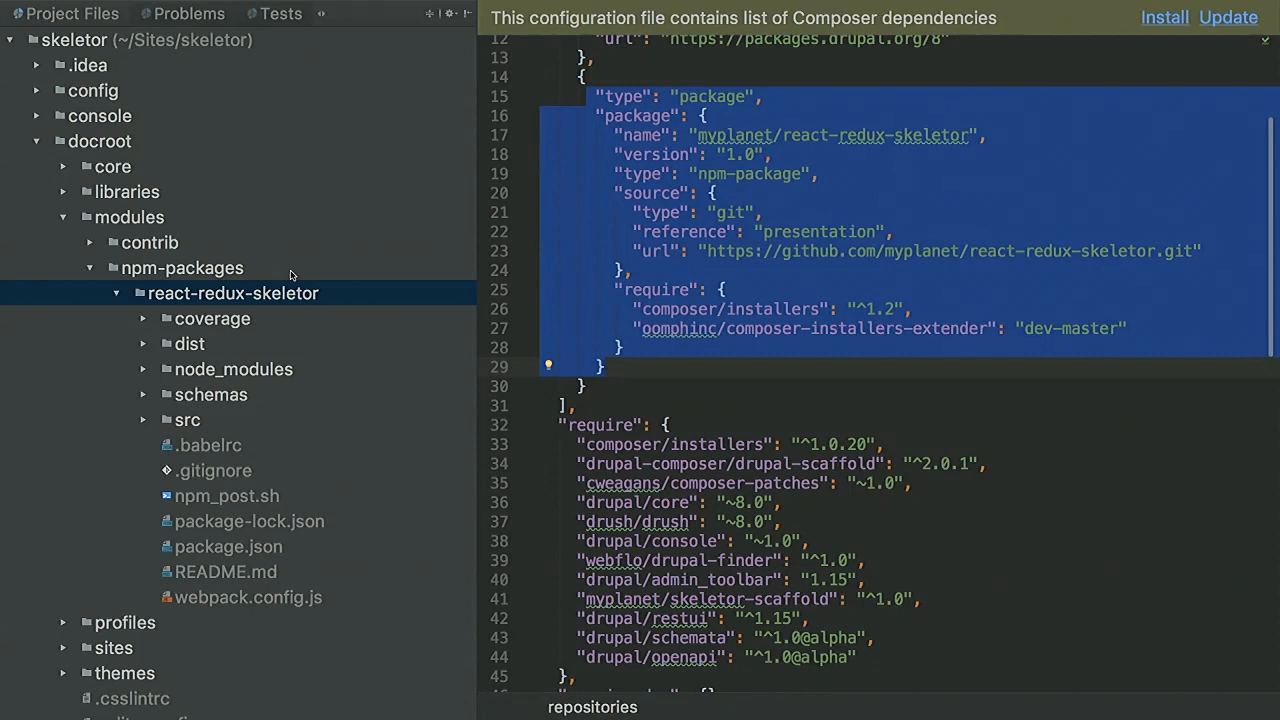 Project Files
Problems
Tests
skeletor (~/Sites/skeletor)
.idea
config
console
docroot
core
libraries
modules
contrib
npm-packages
react-redux-skeletor
coverage
dist
node_modules
schemas
src
.babelrc
.gitignore
npm_post.sh
package-lock.json
package.json
README.md
webpack.config.js
profiles
sites
themes
.csslintrc
This configuration file contains list of Composer dependencies
Install Update
12 "url": "https://packages.drupal.org/8"
13 },
14 {
15 "type": "package",
16 "package": {
17 "name": "myplanet/react-redux-skeletor",
18 "version": "1.0",
19 "type": "npm-package",
20 "source": {
21 "type": "git",
22 "reference": "presentation",
23 "url": "https://github.com/myplanet/react-redux-skeletor.git"
24 },
25 "require": {
26 "composer/installers": "^1.2",
27 "oomphinc/composer-installers-extender": "dev-master"
28 }
29 }
30 }
31 ],
32 "require": {
33 "composer/installers": "^1.0.20",
34 "drupal-composer/drupal-scaffold": "^2.0.1",
35 "cweagans/composer-patches": "~1.0",
36 "drupal/core": "~8.0",
37 "drush/drush": "~8.0",
38 "drupal/console": "~1.0",
39 "webflo/drupal-finder": "^1.0",
40 "drupal/admin_toolbar": "1.15",
41 "myplanet/skeletor-scaffold": "^1.0",
42 "drupal/restui": "^1.15",
43 "drupal/schemata": "^1.0@alpha",
44 "drupal/openapi": "^1.0@alpha"
45 },
repositories